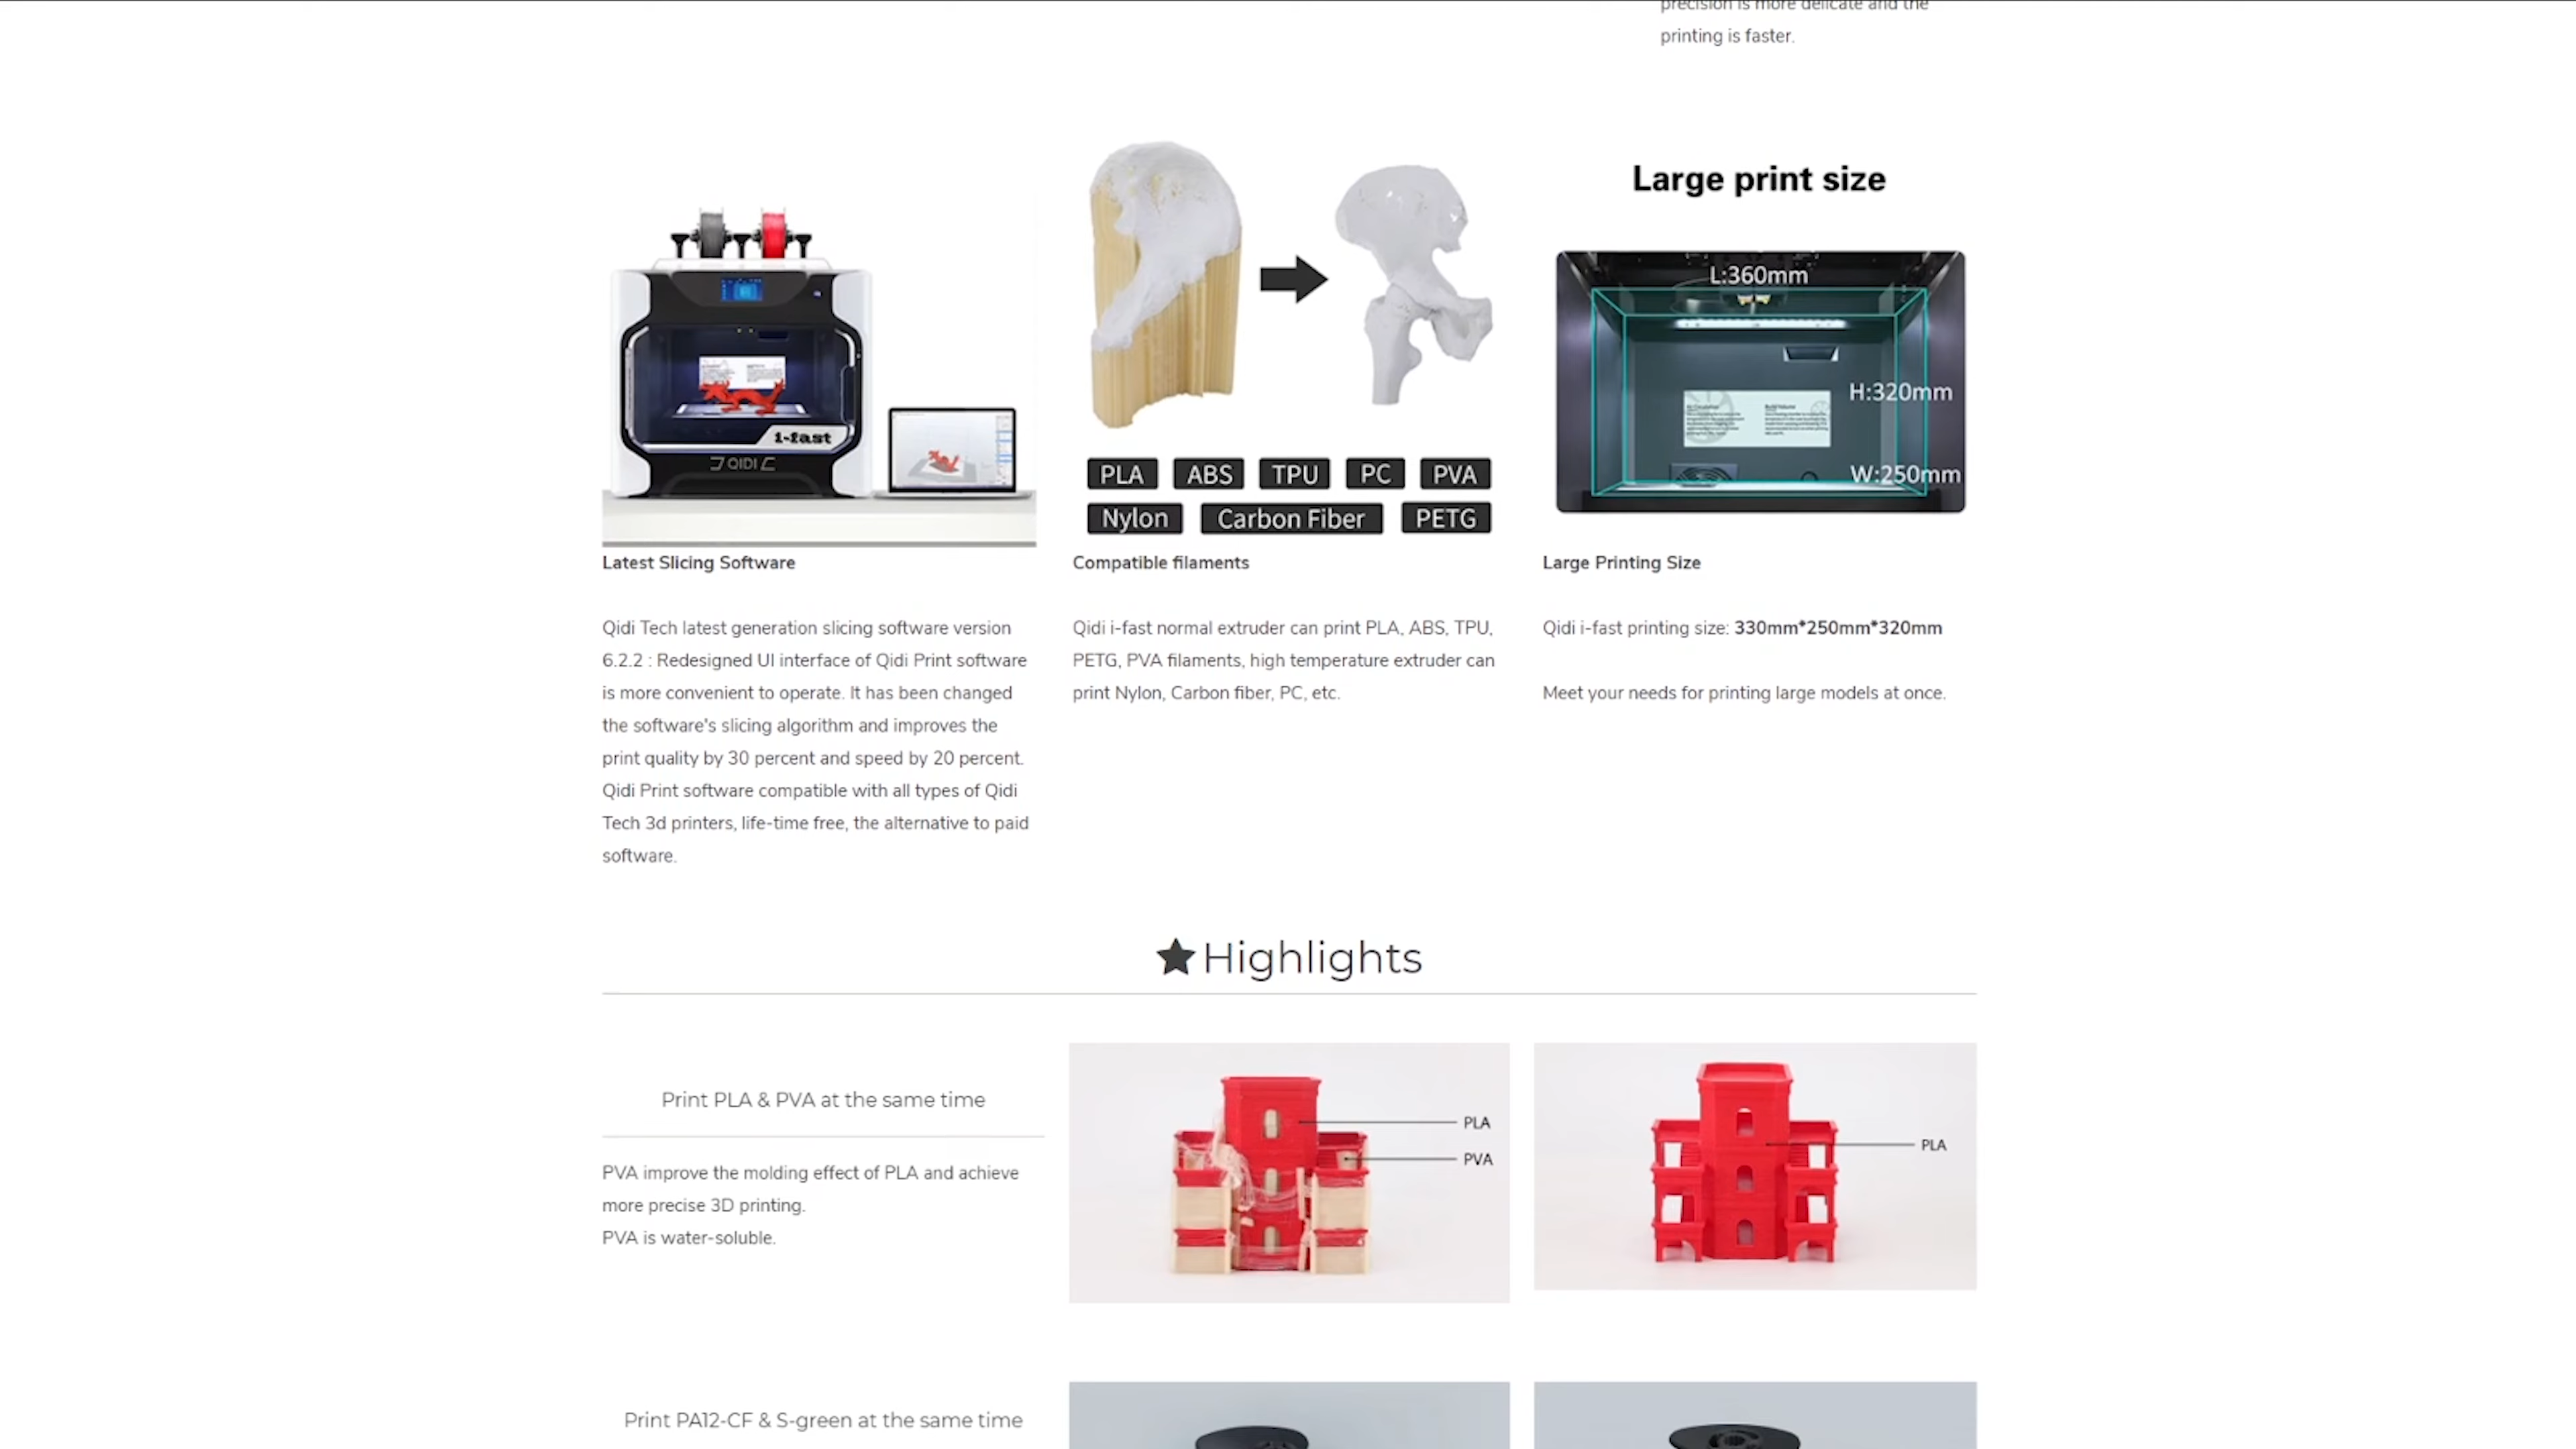 precision is more delicate and the
printing is faster.
Large print size
L:360mm
H:320mm
W:250mm
i-fast
QIDI
PLA ABS TPU PC PVA
Nylon Carbon Fiber PETG
Latest Slicing Software
Qidi Tech latest generation slicing software version
6.2.2 : Redesigned UI interface of Qidi Print software
is more convenient to operate. It has been changed
the software's slicing algorithm and improves the
print quality by 30 percent and speed by 20 percent.
Qidi Print software compatible with all types of Qidi
Tech 3d printers, life-time free, the alternative to paid
software.
Compatible filaments
Qidi i-fast normal extruder can print PLA, ABS, TPU,
PETG, PVA filaments, high temperature extruder can
print Nylon, Carbon fiber, PC, etc.
Large Printing Size
Qidi i-fast printing size: 330mm*250mm*320mm
Meet your needs for printing large models at once.
Highlights
Print PLA & PVA at the same time
PVA improve the molding effect of PLA and achieve
more precise 3D printing.
PVA is water-soluble.
PLA
PVA
PLA
Print PA12-CF & S-green at the same time